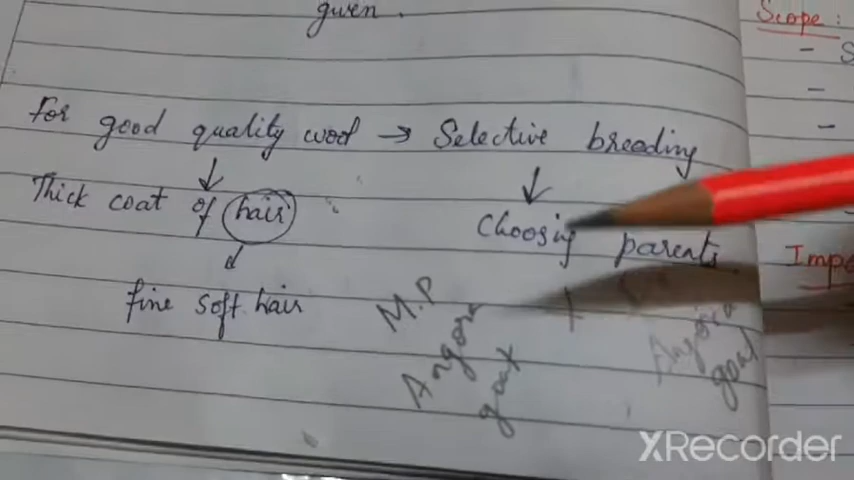 given.
Scope:
- S
-
-
For good quality wool → Selective breeding
↓ ↓
Thick coat of hair Choosing parents
↓
fine soft hair
M.P +
Angora goat Angora goat
Impo
XRecorder